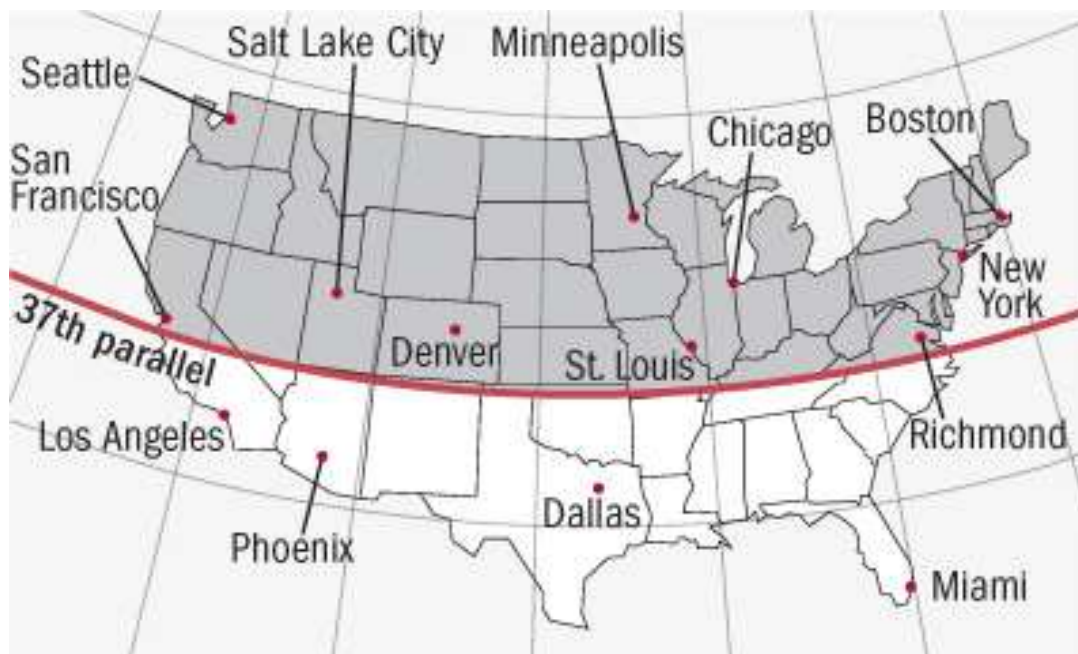 Salt Lake City
Minneapolis
Seattle
Boston
Chicago
San
Francisco
New
York
37th parallel
Denver
St. Louis
Los Angeles
Richmond
Dallas
Phoenix
Miami